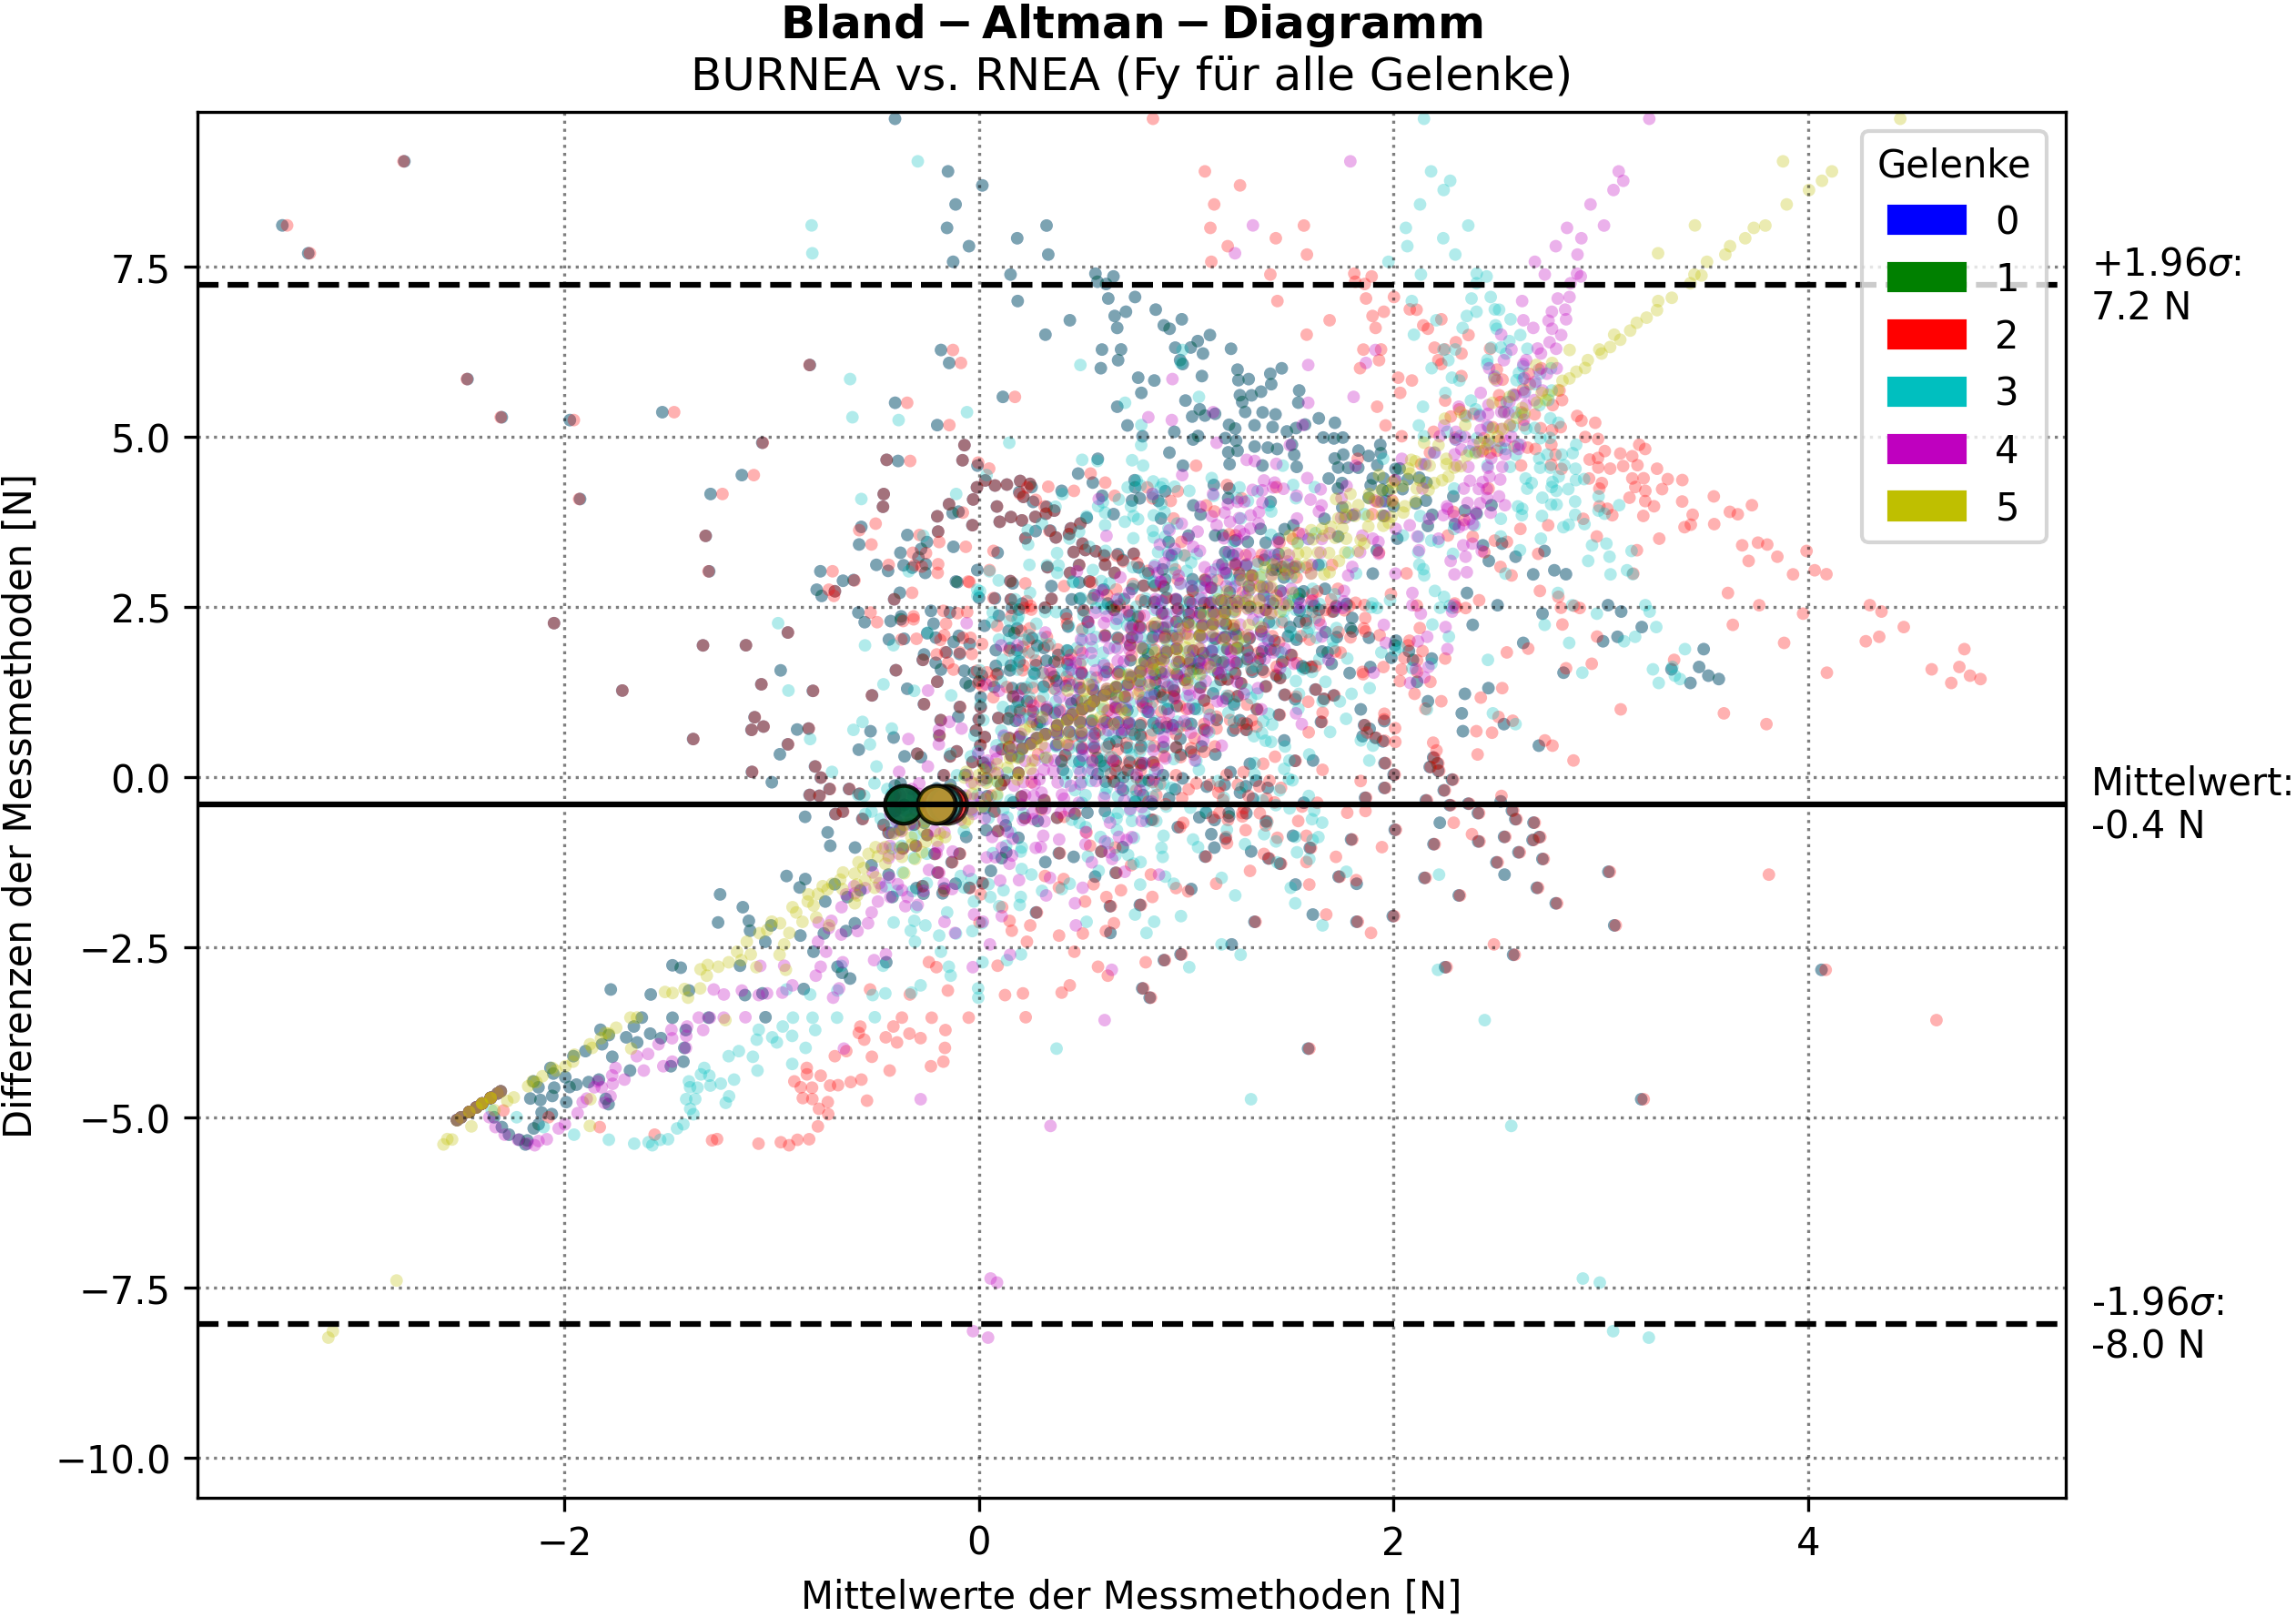 Bland – Altman – Diagramm
BURNEA vs. RNEA (Fy für alle Gelenke)
Differenzen der Messmethoden [N]
7.5
5.0
2.5
0.0
−2.5
−5.0
−7.5
−10.0
Gelenke
0
1
2
3
4
5
+1.96σ:
7.2 N
Mittelwert:
-0.4 N
-1.96σ:
-8.0 N
−2
0
2
4
Mittelwerte der Messmethoden [N]